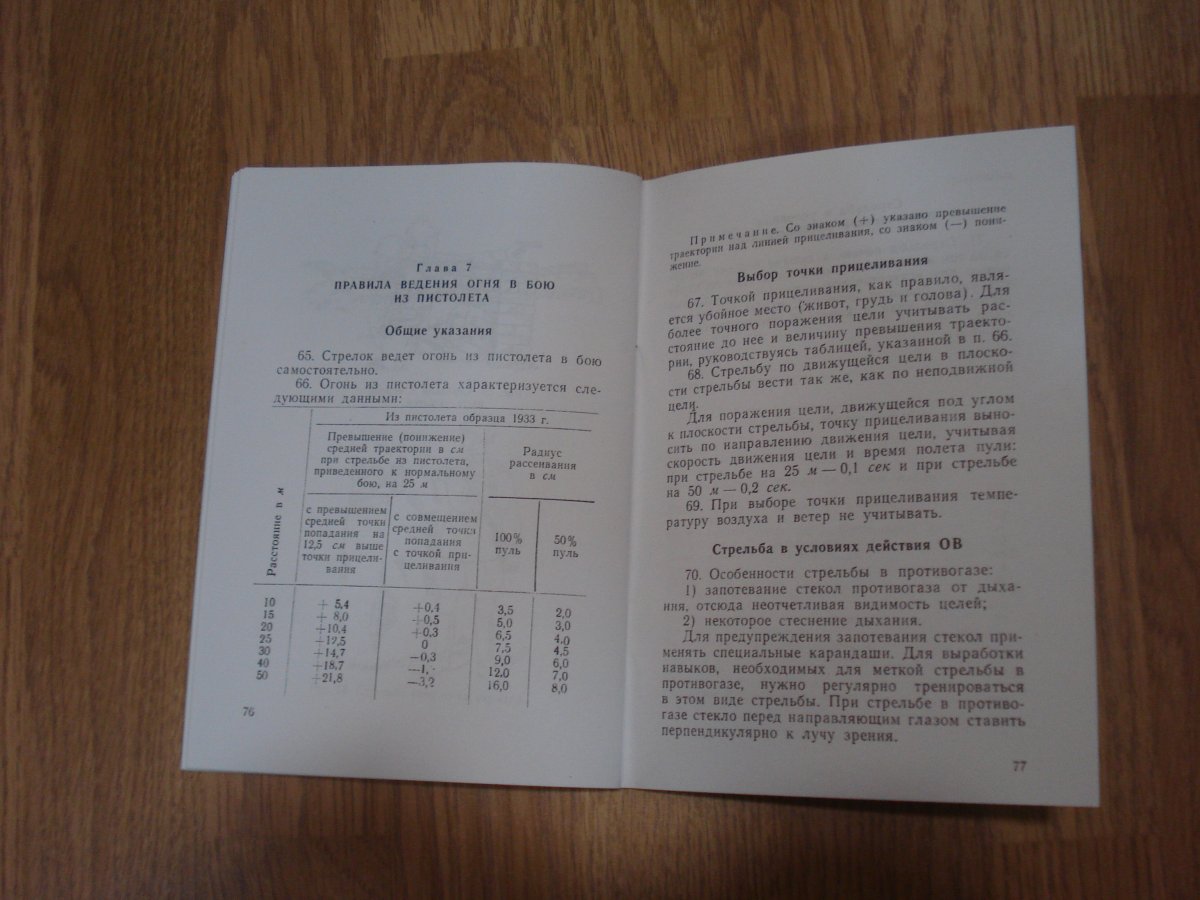 Глава 7
ПРАВИЛА ВЕДЕНИЯ ОГНЯ В БОЮ
ИЗ ПИСТОЛЕТА
Общие указания
65. Стрелок ведет огонь из пистолета в бою
самостоятельно.
66. Огонь из пистолета характеризуется сле-
дующими данными:
Расстояние в м
Из пистолета образца 1933 г.
Превышение (понижение)
средней траектории в см
при стрельбе из пистолета,
приведенного к нормальному
бою, на 25 м
Радиус
рассеивания
в см
с превышением
средней точки
попадания на
12,5 см выше
точки прицели-
вания
с совмещением
средней точки
попадания
с точкой при-
целивания
100%
пуль
50%
пуль
10 + 5,4 +0,4 3,5 2,0
15 + 8,0 +0,5 5,0 3,0
20 +10,4 +0,3 6,5 4,0
25 +12,5 0 7,5 4,5
30 +14,7 —0,3 9,0 6,0
40 +18,7 —1, 12,0 7,0
50 +21,8 —3,2 16,0 8,0
76
Примечание. Со знаком (+) указано превышение
траектории над линией прицеливания, со знаком (—) пони-
жение.
Выбор точки прицеливания
67. Точкой прицеливания, как правило, явля-
ется убойное место (живот, грудь и голова). Для
более точного поражения цели учитывать рас-
стояние до нее и величину превышения траекто-
рии, руководствуясь таблицей, указанной в п. 66.
68. Стрельбу по движущейся цели в плоско-
сти стрельбы вести так же, как по неподвижной
цели.
Для поражения цели, движущейся под углом
к плоскости стрельбы, точку прицеливания выно-
сить по направлению движения цели, учитывая
скорость движения цели и время полета пули:
при стрельбе на 25 м — 0,1 сек и при стрельбе
на 50 м — 0,2 сек.
69. При выборе точки прицеливания темпе-
ратуру воздуха и ветер не учитывать.
Стрельба в условиях действия ОВ
70. Особенности стрельбы в противогазе:
1) запотевание стекол противогаза от дыха-
ния, отсюда неотчетливая видимость целей;
2) некоторое стеснение дыхания.
Для предупреждения запотевания стекол при-
менять специальные карандаши. Для выработки
навыков, необходимых для меткой стрельбы в
противогазе, нужно регулярно тренироваться
в этом виде стрельбы. При стрельбе в противо-
газе стекло перед направляющим глазом ставить
перпендикулярно к лучу зрения.
77